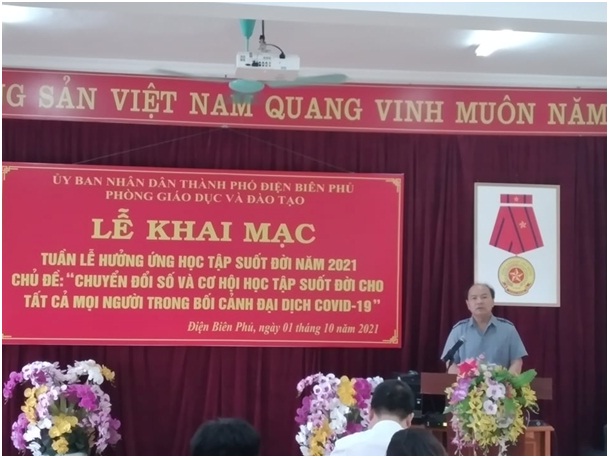 NG SẢN VIỆT NAM QUANG VINH MUÔN NĂM
ỦY BAN NHÂN DÂN THÀNH PHỐ ĐIỆN BIÊN PHỦ
PHÒNG GIÁO DỤC VÀ ĐÀO TẠO
LỄ KHAI MẠC
TUẦN LỄ HƯỞNG ỨNG HỌC TẬP SUỐT ĐỜI NĂM 2021
CHỦ ĐỀ: "CHUYỂN ĐỔI SỐ VÀ CƠ HỘI HỌC TẬP SUỐT ĐỜI CHO
TẤT CẢ MỌI NGƯỜI TRONG BỐI CẢNH ĐẠI DỊCH COVID-19"
Điện Biên Phủ, ngày 01 tháng 10 năm 2021